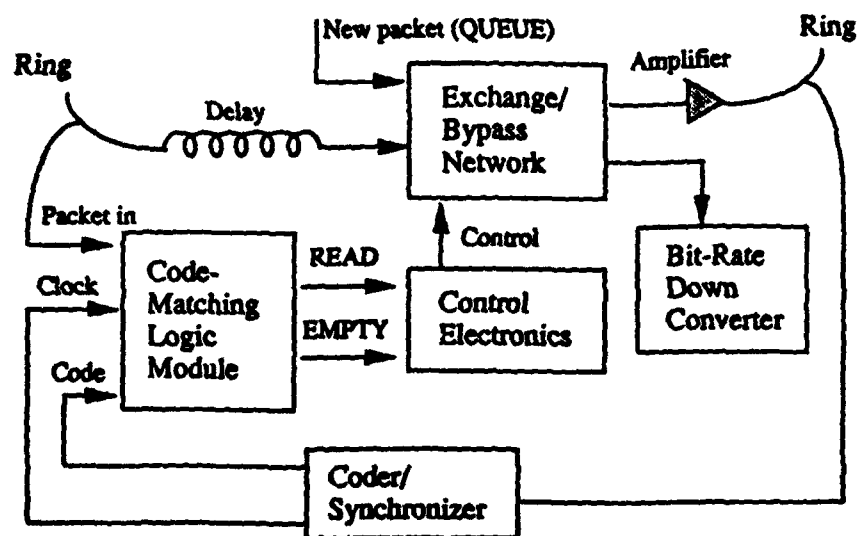 New packet (QUEUE)
Ring
Ring
Amplifier
Delay
Exchange/
Bypass
Network
Packet in
Clock
Code
Code-
Matching
Logic
Module
READ
EMPTY
Control
Control
Electronics
Bit-Rate
Down
Converter
Coder/
Synchronizer